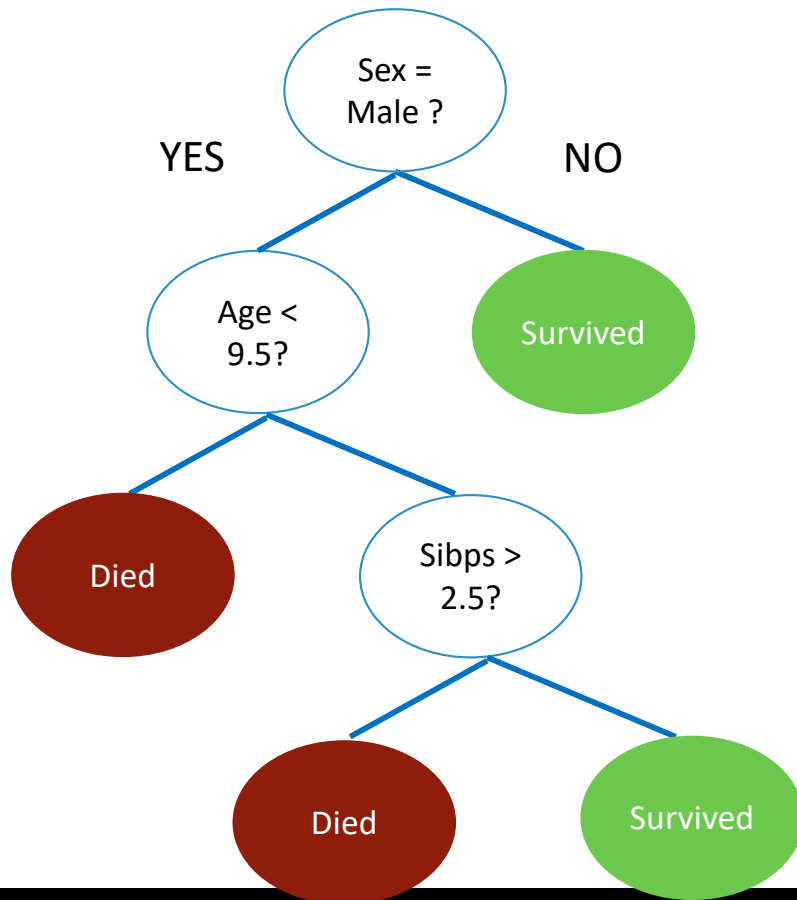 Sex =
Male ?
YES
NO
Age <
9.5?
Survived
Died
Sibps >
2.5?
Died
Survived